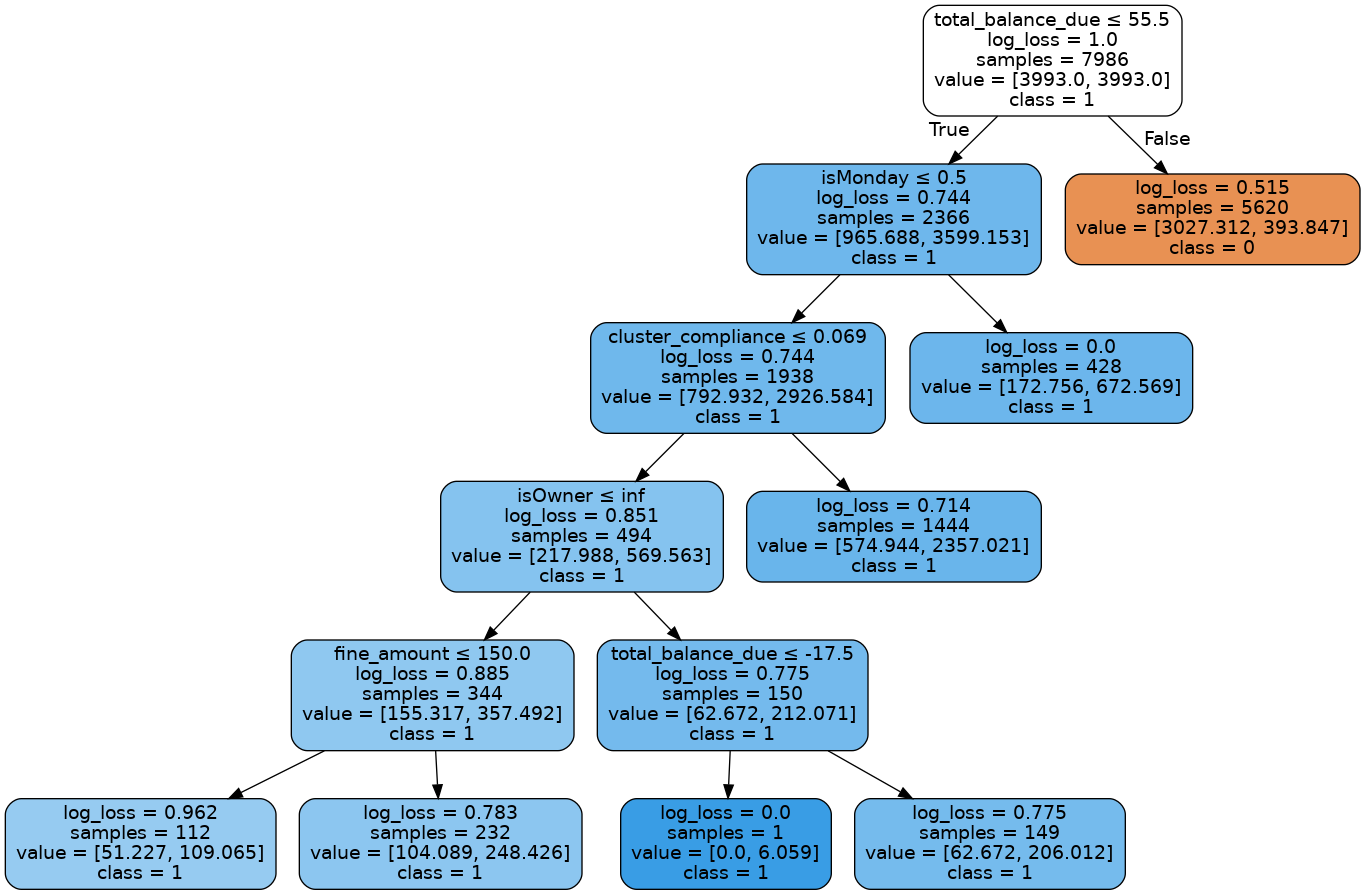 total_balance_due ≤ 55.5
log_loss = 1.0
samples = 7986
value = [3993.0, 3993.0]
class = 1
True
False
isMonday ≤ 0.5
log_loss = 0.744
samples = 2366
value = [965.688, 3599.153]
class = 1
log_loss = 0.515
samples = 5620
value = [3027.312, 393.847]
class = 0
cluster_compliance ≤ 0.069
log_loss = 0.744
samples = 1938
value = [792.932, 2926.584]
class = 1
log_loss = 0.0
samples = 428
value = [172.756, 672.569]
class = 1
isOwner ≤ inf
log_loss = 0.851
samples = 494
value = [217.988, 569.563]
class = 1
log_loss = 0.714
samples = 1444
value = [574.944, 2357.021]
class = 1
fine_amount ≤ 150.0
log_loss = 0.885
samples = 344
value = [155.317, 357.492]
class = 1
total_balance_due ≤ -17.5
log_loss = 0.775
samples = 150
value = [62.672, 212.071]
class = 1
log_loss = 0.962
samples = 112
value = [51.227, 109.065]
class = 1
log_loss = 0.783
samples = 232
value = [104.089, 248.426]
class = 1
log_loss = 0.0
samples = 1
value = [0.0, 6.059]
class = 1
log_loss = 0.775
samples = 149
value = [62.672, 206.012]
class = 1